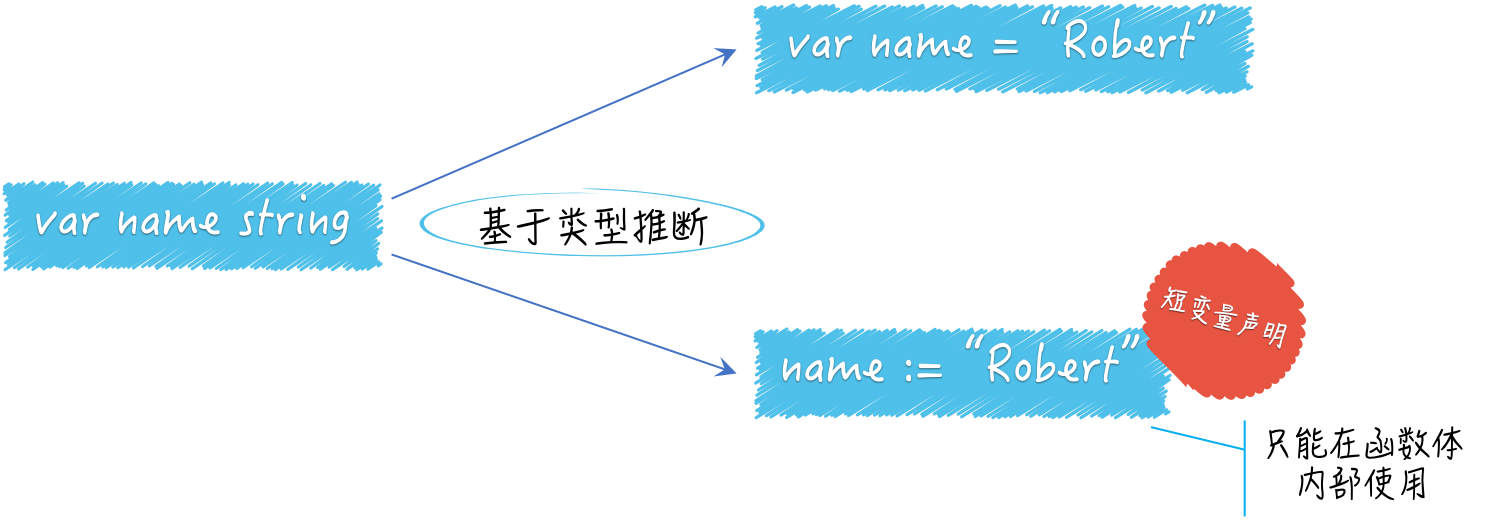 var name = “Robert”
var name string
基于类型推断
短变量声明
name := “Robert”
只能在函数体
内部使用